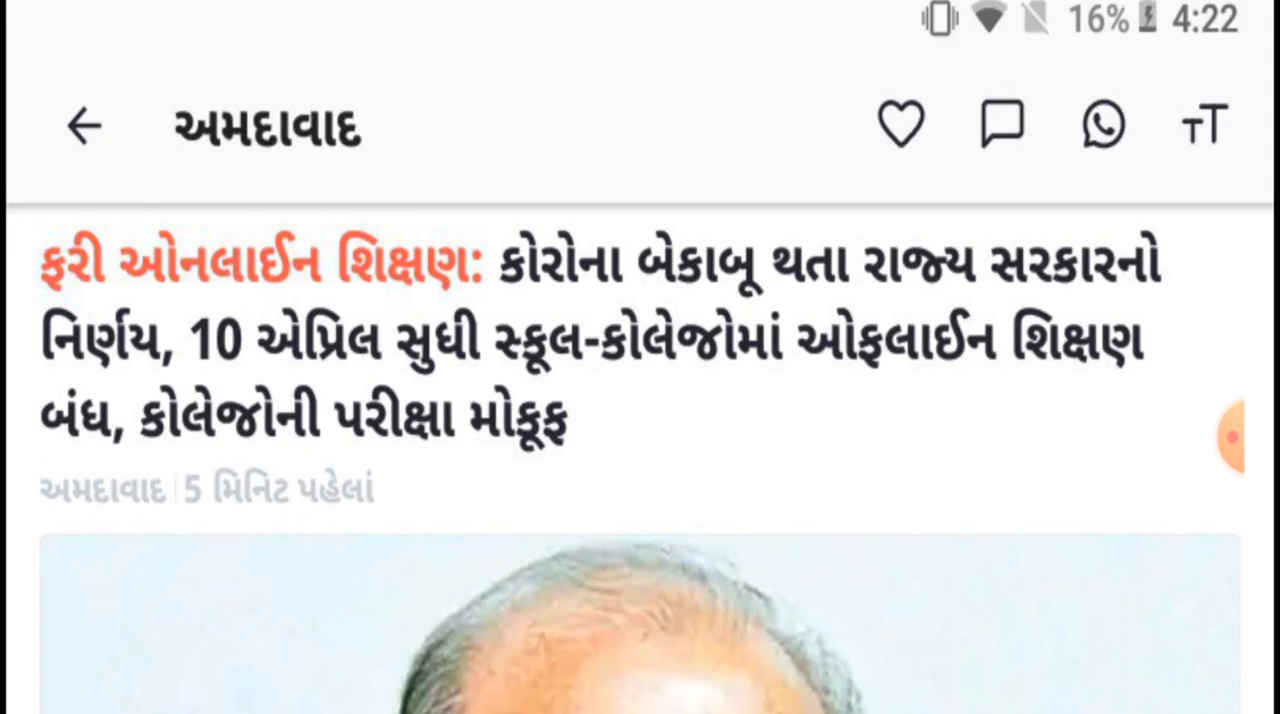 16% 4:22
અમદાવાદ
ફરી ઓનલાઈન શિક્ષણ: કોરોના બેકાબૂ થતા રાજ્ય સરકારનો
નિર્ણય, 10 એપ્રિલ સુધી સ્કૂલ-કોલેજોમાં ઓફલાઈન શિક્ષણ
બંધ, કોલેજોની પરીક્ષા મોકૂફ
અમદાવાદ 5 મિનિટ પહેલાં